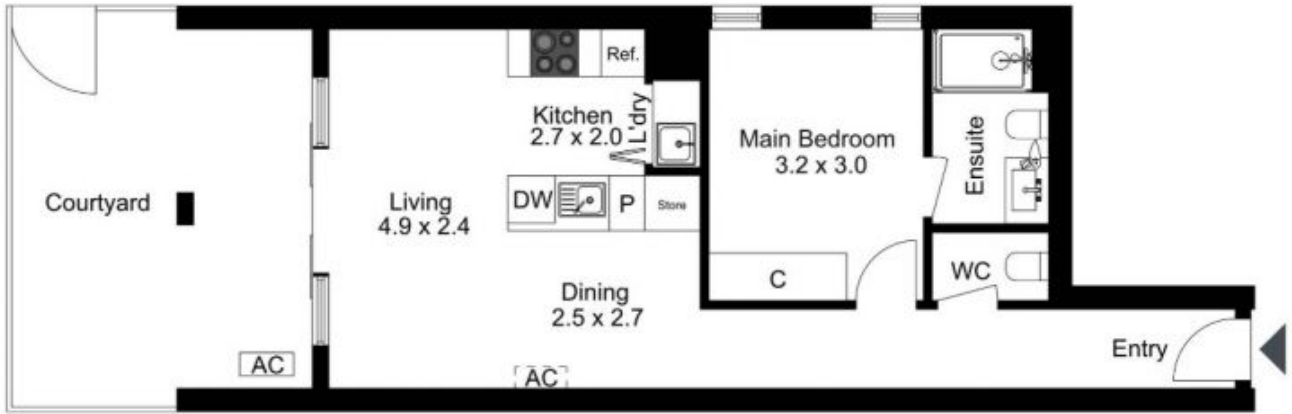 Ref.
Kitchen
2.7 x 2.0
L'dry
Main Bedroom
3.2 x 3.0
Ensuite
Courtyard
Living
4.9 x 2.4
DW
P
Store
C
WC
Dining
2.5 x 2.7
AC
AC
Entry